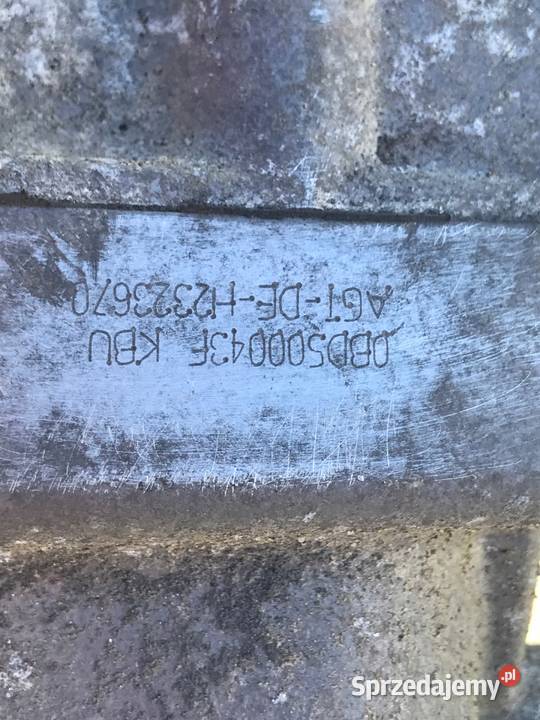 0BD500043F KBU
AGT-DE-H2323670
Sprzedajemy.pl